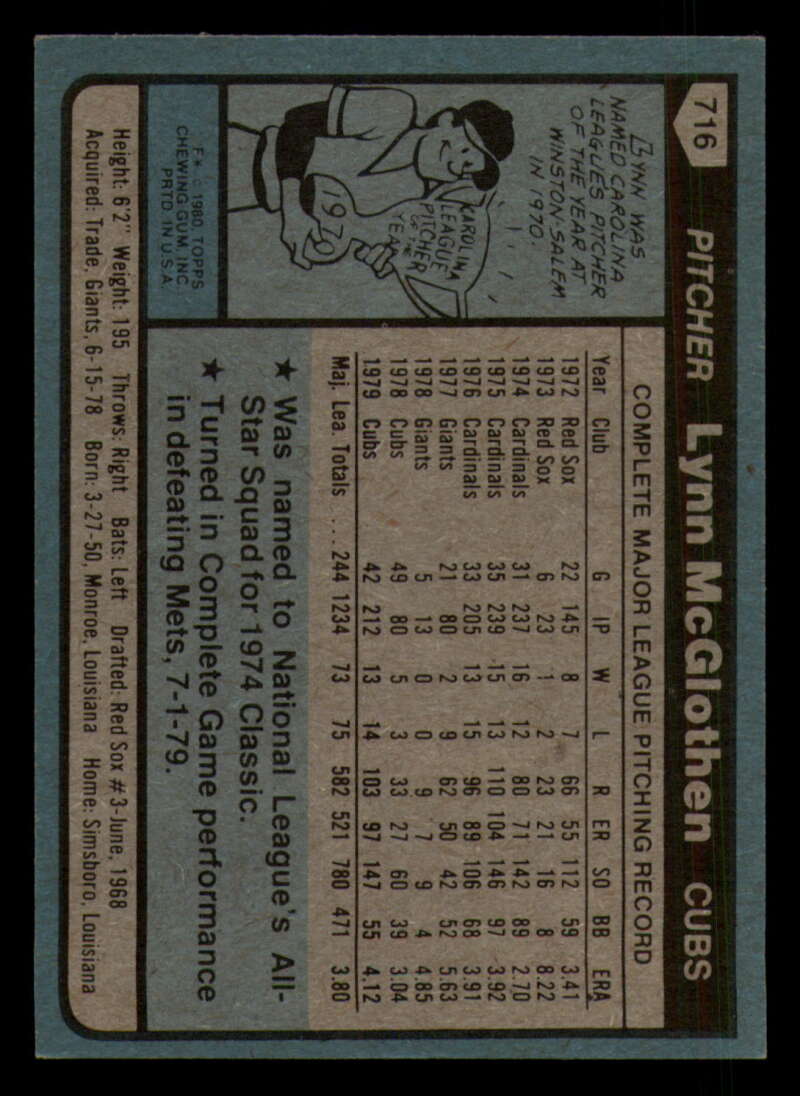 716 PITCHER Lynn McGlothen CUBS
LYNN WAS
NAMED CAROLINA
LEAGUE'S PITCHER
OF THE YEAR AT
WINSTON-SALEM
IN 1970.
KAROLINA
LEAGUE
PITCHER
OF THE
YEAR
1970
F* © 1980, TOPPS
CHEWING GUM, INC.
PRTD. IN U.S.A.
COMPLETE MAJOR LEAGUE PITCHING RECORD
Year Club G IP W L R ER SO BB ERA
1972 Red Sox 22 145 8 7 66 55 112 59 3.41
1973 Red Sox 6 23 1 2 23 21 16 8 8.22
1974 Cardinals 31 237 16 12 80 71 142 89 2.70
1975 Cardinals 35 239 15 13 110 104 146 97 3.92
1976 Cardinals 33 205 13 15 96 89 106 68 3.91
1977 Giants 21 80 2 9 62 50 42 52 5.63
1978 Giants 5 13 0 0 9 7 9 4 4.85
1978 Cubs 49 80 5 3 33 27 60 39 3.04
1979 Cubs 42 212 13 14 103 97 147 55 4.12
Maj. Lea. Totals ... 244 1234 73 75 582 521 780 471 3.80
★ Was named to National League's All-
Star Squad for 1974 Classic.
★ Turned in Complete Game performance
in defeating Mets, 7-1-79.
Height: 6'2" Weight: 195 Throws: Right Bats: Left Drafted: Red Sox #3-June, 1968
Acquired: Trade, Giants, 6-15-78 Born: 3-27-50, Monroe, Louisiana Home: Simsboro, Louisiana